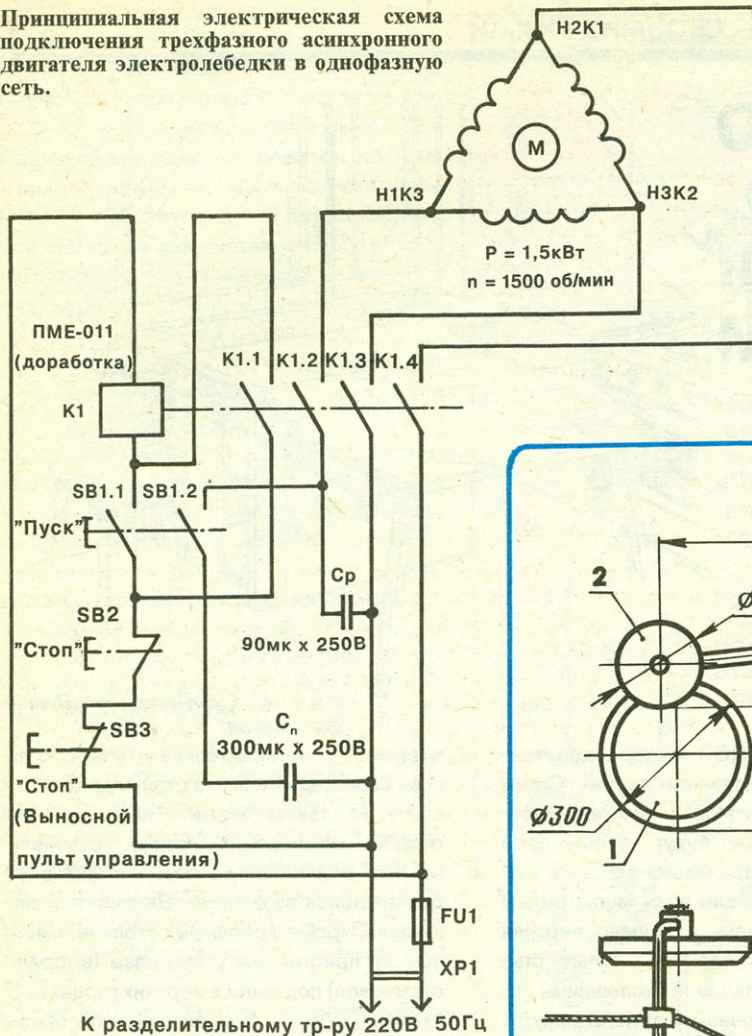 Принципиальная электрическая схема
подключения трехфазного асинхронного
двигателя электролебедки в однофазную
сеть.
Н2К1
М
Н1К3
Н3К2
P = 1,5кВт
n = 1500 об/мин
ПМЕ-011
(доработка)
К1.1 К1.2 К1.3 К1.4
К1
SB1.1 SB1.2
"Пуск"
Ср
90мк х 250В
SB2
"Стоп"
SB3
Сп
300мк х 250В
"Стоп"
(Выносной
пульт управления)
FU1
XP1
К разделительному тр-ру 220В 50Гц
2
Ø
Ø300
1